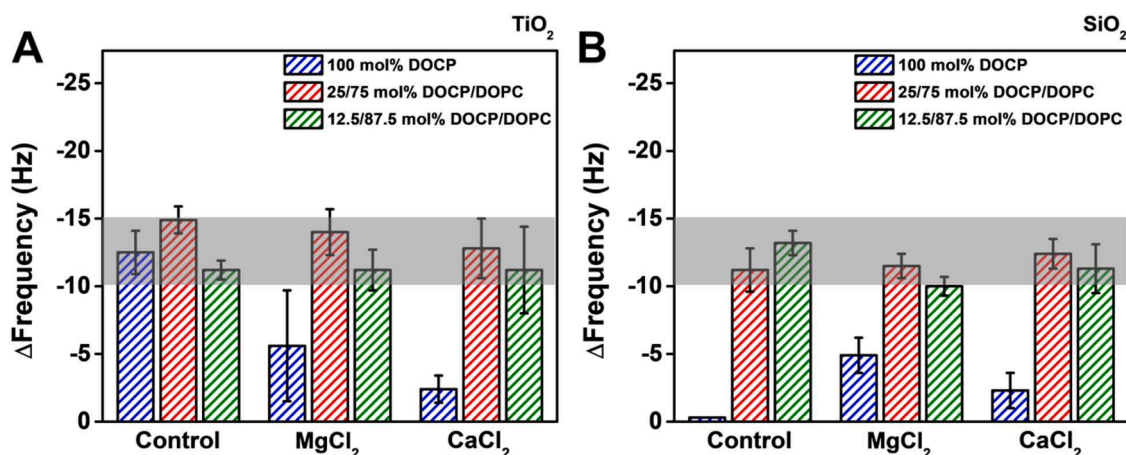 A
TiO2
100 mol% DOCP
25/75 mol% DOCP/DOPC
12.5/87.5 mol% DOCP/DOPC
ΔFrequency (Hz)
-25
-20
-15
-10
-5
0
Control
MgCl2
CaCl2
B
SiO2
100 mol% DOCP
25/75 mol% DOCP/DOPC
12.5/87.5 mol% DOCP/DOPC
ΔFrequency (Hz)
-25
-20
-15
-10
-5
0
Control
MgCl2
CaCl2